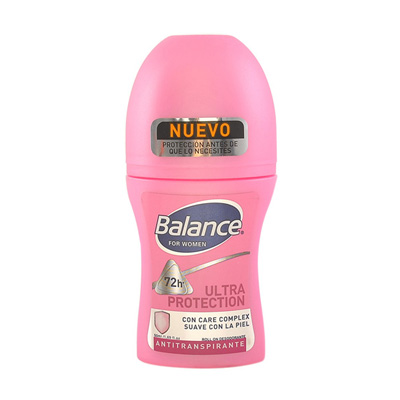 NUEVO
PROTECCIÓN ANTES DE
QUE LO NECESITES
Balance
FOR WOMEN
72hr
ULTRA
PROTECTION
CON CARE COMPLEX
SUAVE CON LA PIEL
ROLL ON DESODORANTE
ANTITRANSPIRANTE